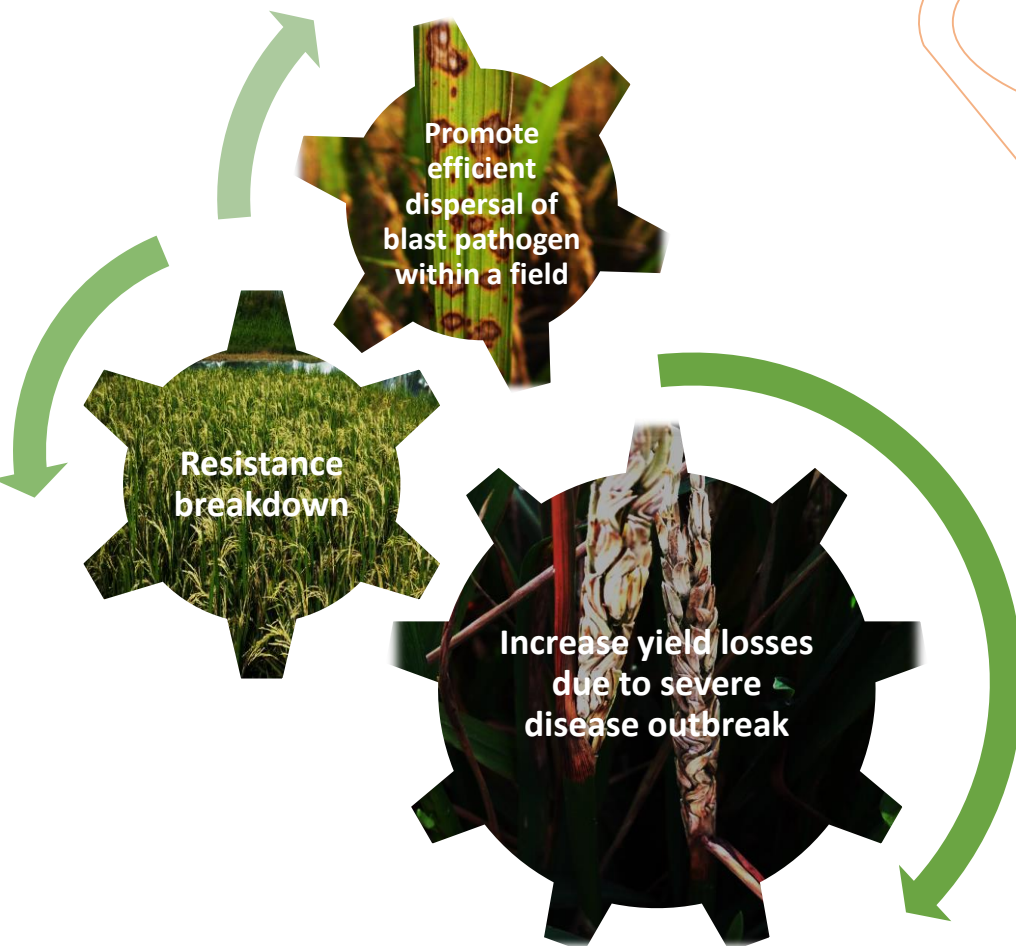 Promote
efficient
dispersal of
blast pathogen
within a field
Resistance
breakdown
Increase yield losses
due to severe
disease outbreak